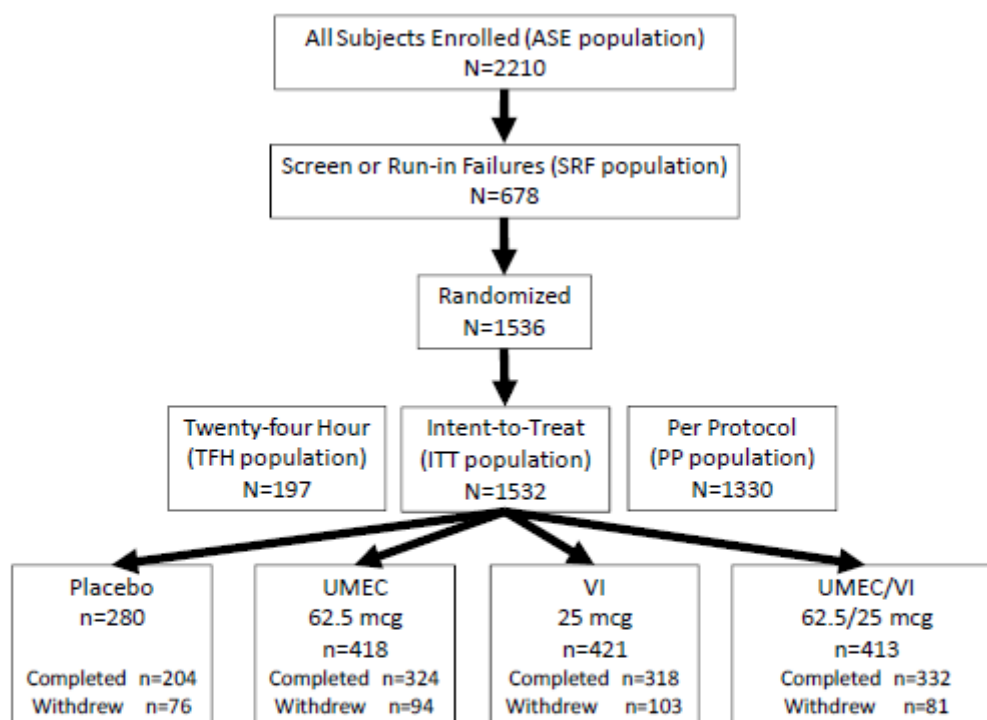 All Subjects Enrolled (ASE population)
N=2210
Screen or Run-in Failures (SRF population)
N=678
Randomized
N=1536
Twenty-four Hour
(TFH population)
N=197
Intent-to-Treat
(ITT population)
N=1532
Per Protocol
(PP population)
N=1330
Placebo
n=280
Completed n=204
Withdrew n=76
UMEC
62.5 mcg
n=418
Completed n=324
Withdrew n=94
VI
25 mcg
n=421
Completed n=318
Withdrew n=103
UMEC/VI
62.5/25 mcg
n=413
Completed n=332
Withdrew n=81